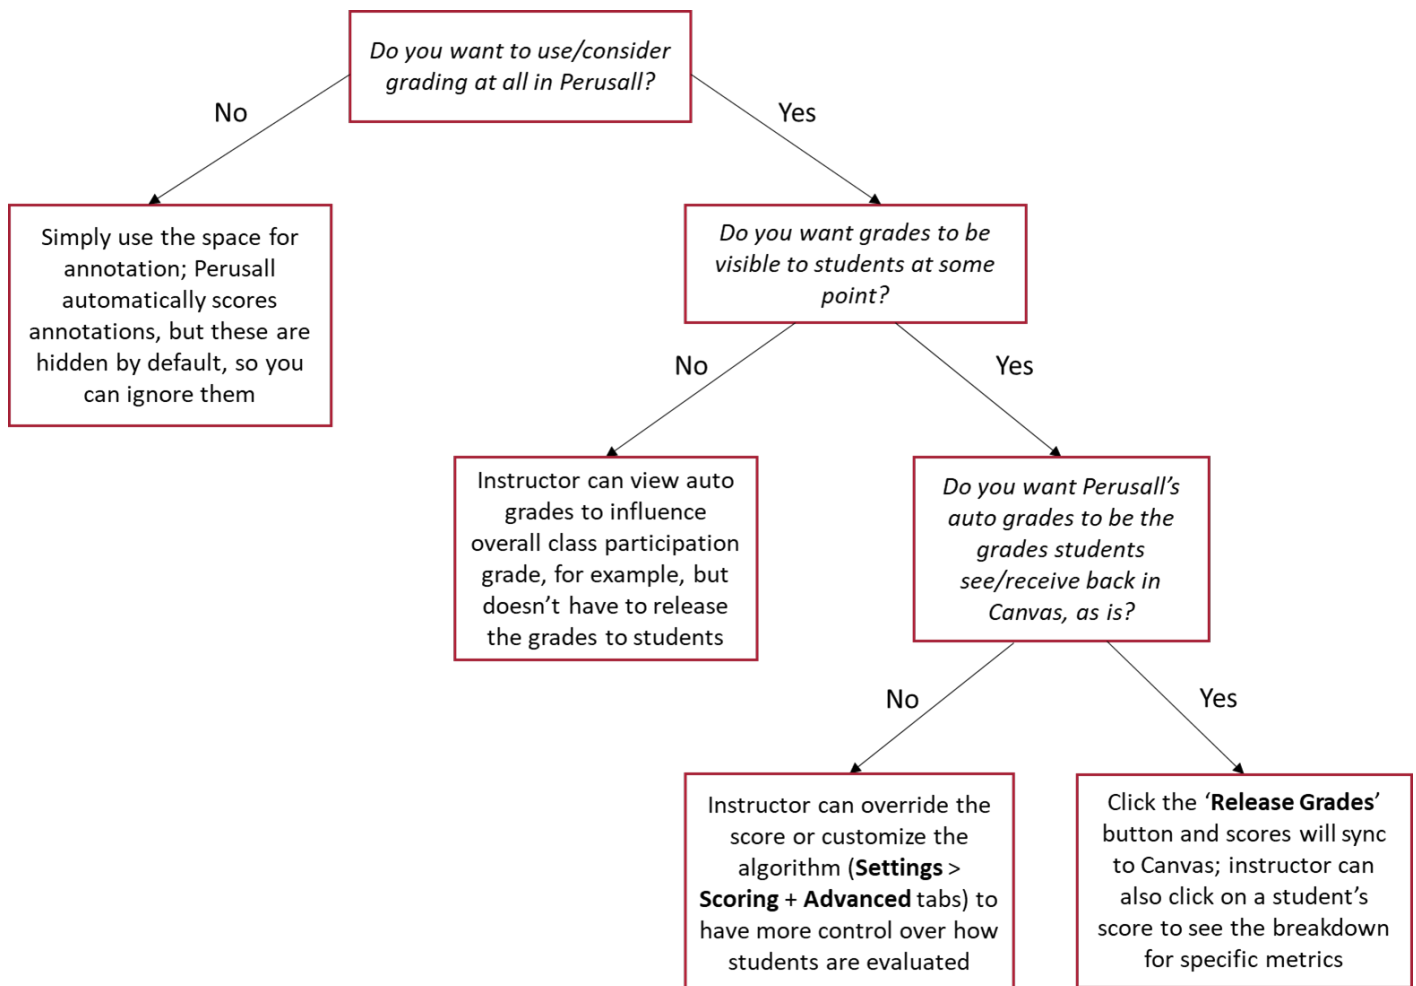 Do you want to use/consider
grading at all in Perusall?
No
Yes
Simply use the space for
annotation; Perusall
automatically scores
annotations, but these are
hidden by default, so you
can ignore them
Do you want grades to be
visible to students at some
point?
No
Yes
Instructor can view auto
grades to influence
overall class participation
grade, for example, but
doesn’t have to release
the grades to students
Do you want Perusall’s
auto grades to be the
grades students
see/receive back in
Canvas, as is?
No
Yes
Instructor can override the
score or customize the
algorithm (Settings >
Scoring + Advanced tabs) to
have more control over how
students are evaluated
Click the ‘Release Grades’
button and scores will sync
to Canvas; instructor can
also click on a student’s
score to see the breakdown
for specific metrics